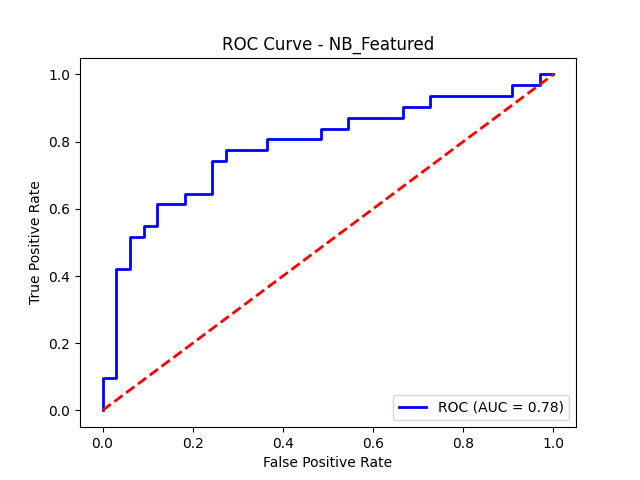 ROC Curve - NB_Featured
True Positive Rate
1.0
0.8
0.6
0.4
0.2
0.0
ROC (AUC = 0.78)
0.0 0.2 0.4 0.6 0.8 1.0
False Positive Rate